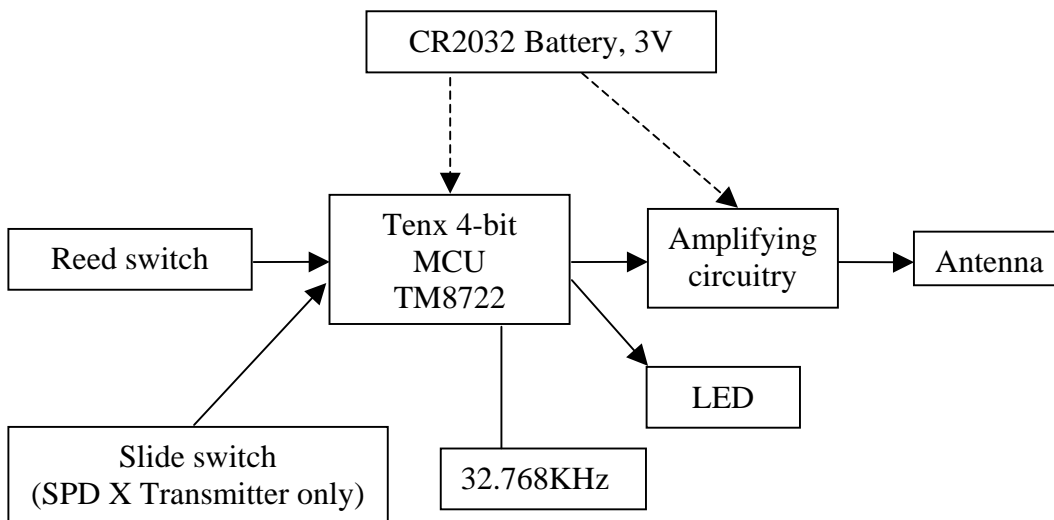 CR2032 Battery, 3V
Tenx 4-bit
MCU
TM8722
Reed switch
Amplifying
circuitry
Antenna
LED
Slide switch
(SPD X Transmitter only)
32.768KHz